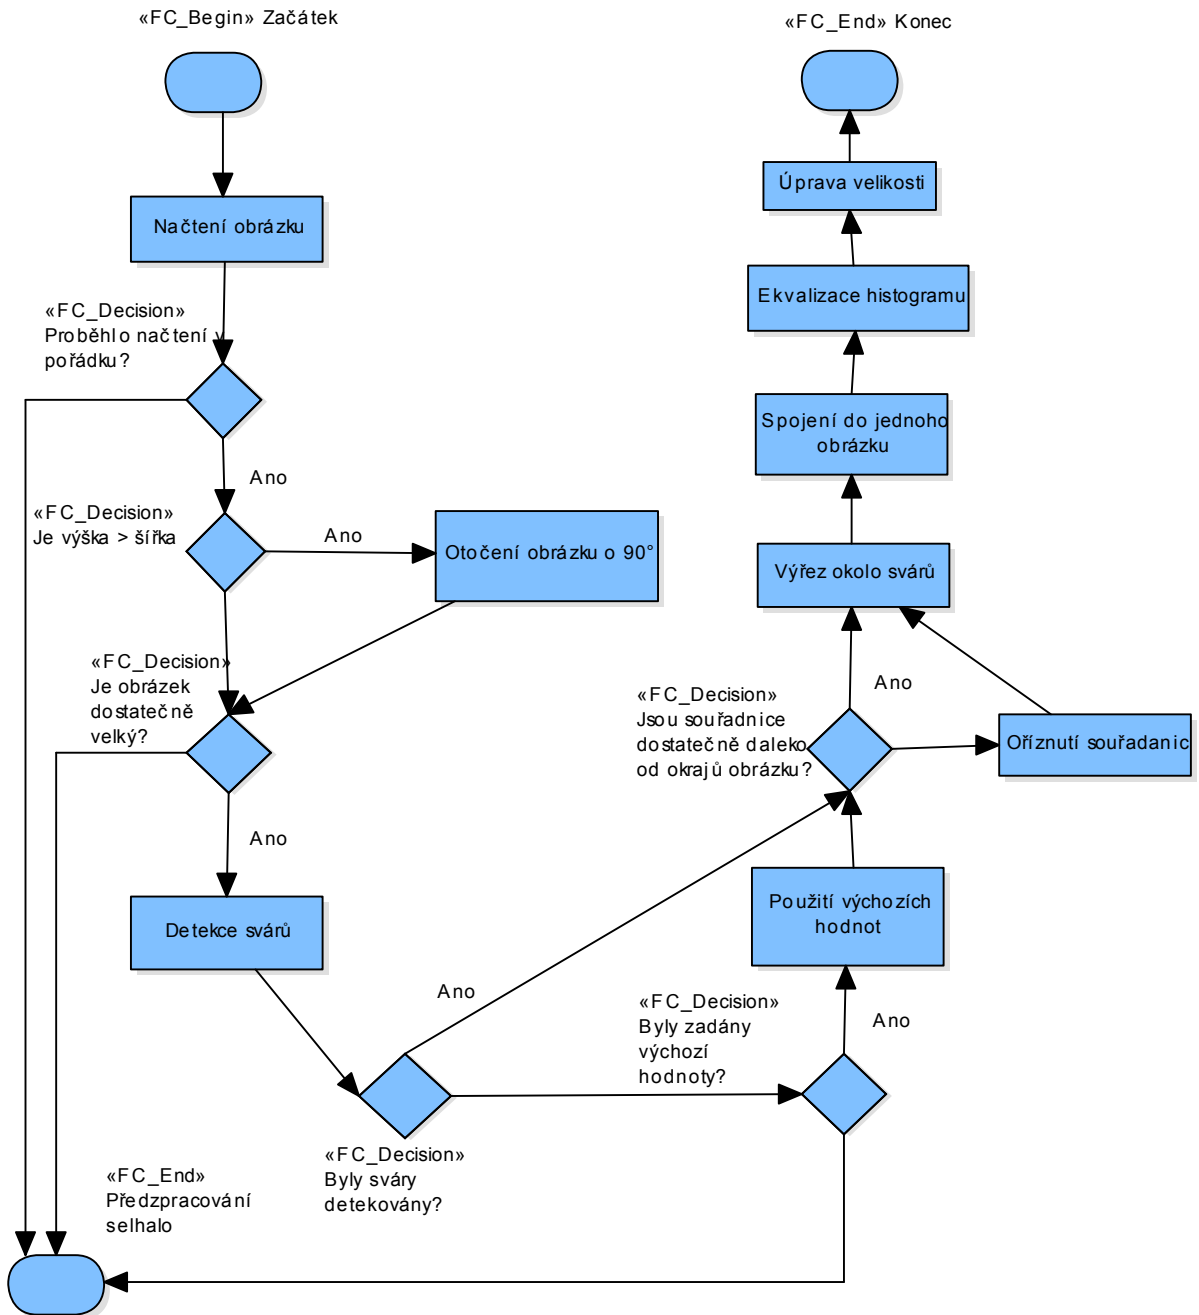 «FC_Begin» Začátek
Načtení obrázku
«FC_Decision»
Proběhlo načtení v
pořádku?
Ano
«FC_Decision»
Je výška > šířka
Ano
Otočení obrázku o 90°
«FC_Decision»
Je obrázek
dostatečně
velký?
Ano
Detekce svárů
«FC_Decision»
Byly sváry
detekovány?
Ano
«FC_End»
Předzpracování
selhalo
«FC_Decision»
Byly zadány
výchozí
hodnoty?
Ano
Použití výchozích
hodnot
«FC_Decision»
Jsou souřadnice
dostatečně daleko
od okrajů obrázku?
Ano
Oříznutí souřadanic
Výřez okolo svárů
Spojení do jednoho
obrázku
Ekvalizace histogramu
Úprava velikosti
«FC_End» Konec